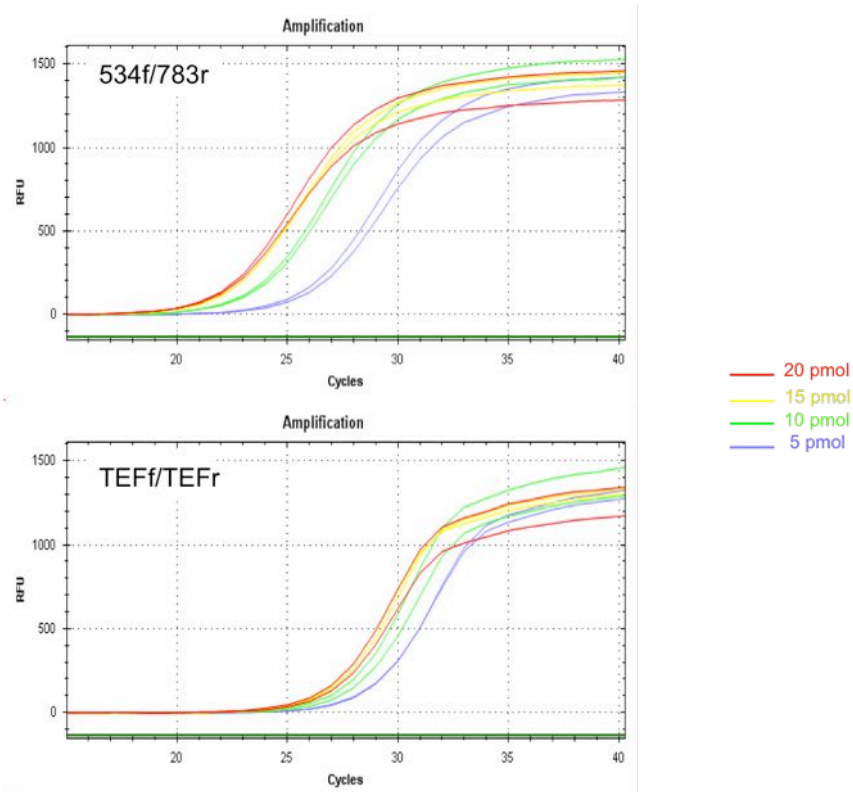 Amplification
534f/783r
1500
1000
500
0
RFU
20 25 30 35 40
Cycles
Amplification
TEFf/TEFr
1500
1000
500
0
RFU
20 25 30 35 40
Cycles
20 pmol
15 pmol
10 pmol
5 pmol